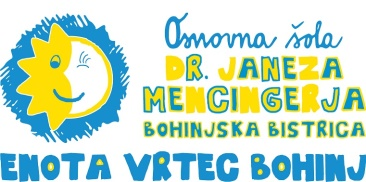 Osnovna šola
DR. JANEZA
MENCINGERJA
BOHINJSKA BISTRICA
ENOTA VRTEC BOHINJ